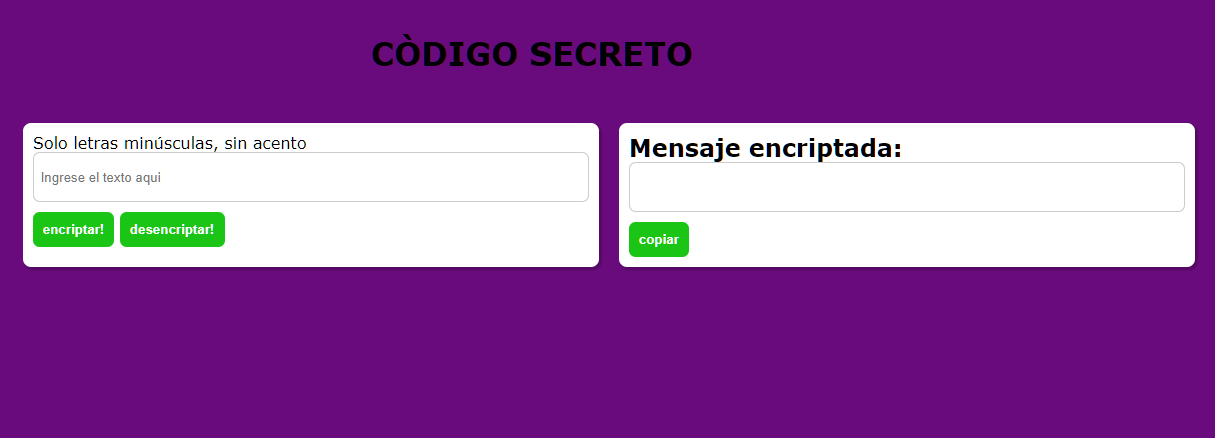 CÒDIGO SECRETO
Solo letras minúsculas, sin acento
Ingrese el texto aqui
encriptar!
desencriptar!
Mensaje encriptada:
copiar